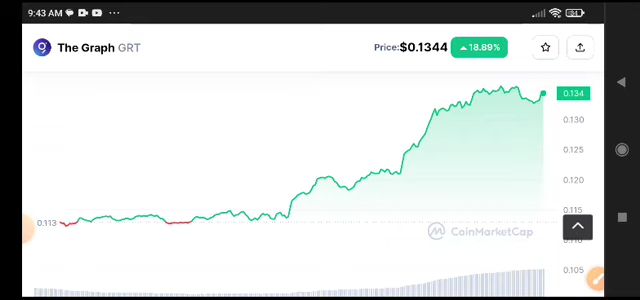 9:43 AM
54
The Graph GRT
Price: $0.1344 ▲ 18.89%
0.134
0.130
0.125
0.120
0.115
0.113
CoinMarketCap
0.105